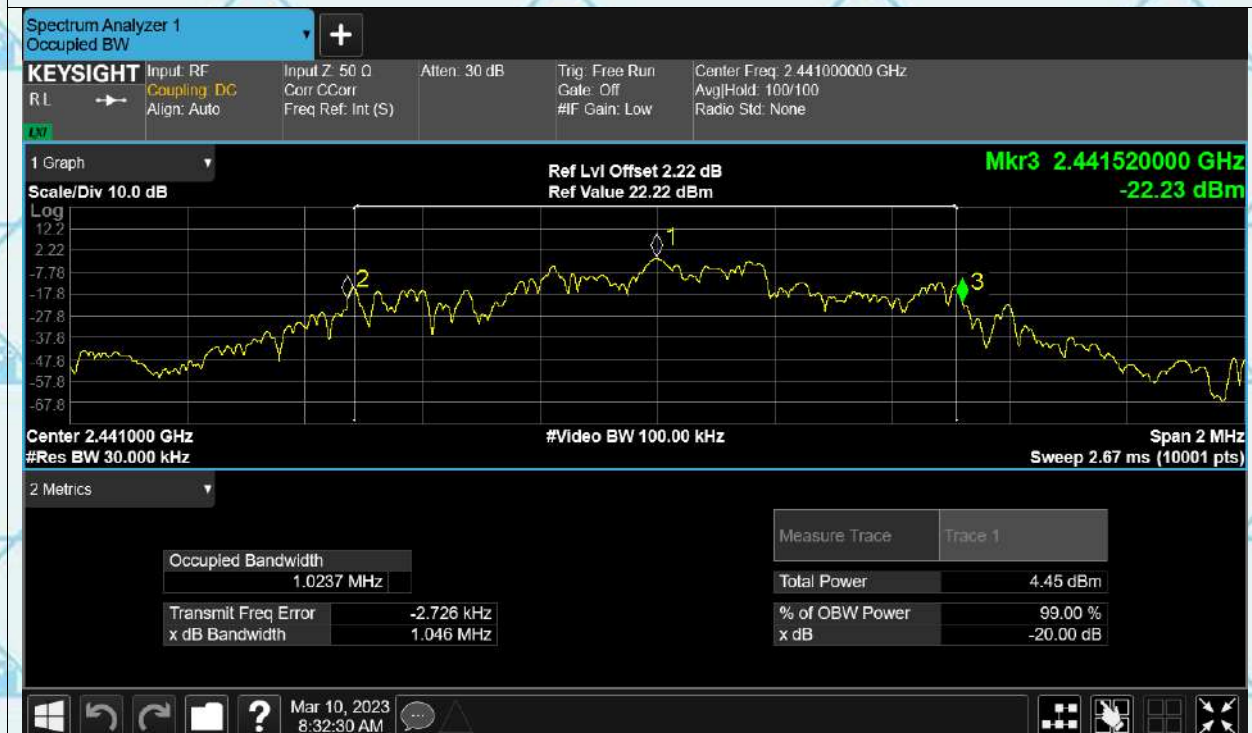 Spectrum Analyzer 1
Occupied BW
+
KEYSIGHT
RL
LXI
Input: RF
Coupling: DC
Align: Auto
Input Z: 50 Ω
Corr CCorr
Freq Ref: Int (S)
Atten: 30 dB
Trig: Free Run
Gate: Off
#IF Gain: Low
Center Freq: 2.441000000 GHz
Avg|Hold: 100/100
Radio Std: None
1 Graph
Scale/Div 10.0 dB
Ref Lvl Offset 2.22 dB
Ref Value 22.22 dBm
Mkr3 2.441520000 GHz
-22.23 dBm
Log
12.2
2.22
-7.78
-17.8
-27.8
-37.8
-47.8
-57.8
-67.8
1
2
3
Center 2.441000 GHz
#Res BW 30.000 kHz
#Video BW 100.00 kHz
Span 2 MHz
Sweep 2.67 ms (10001 pts)
2 Metrics
Occupied Bandwidth
1.0237 MHz
Transmit Freq Error -2.726 kHz
x dB Bandwidth 1.046 MHz
Measure Trace Trace 1
Total Power 4.45 dBm
% of OBW Power 99.00 %
x dB -20.00 dB
?
Mar 10, 2023
8:32:30 AM